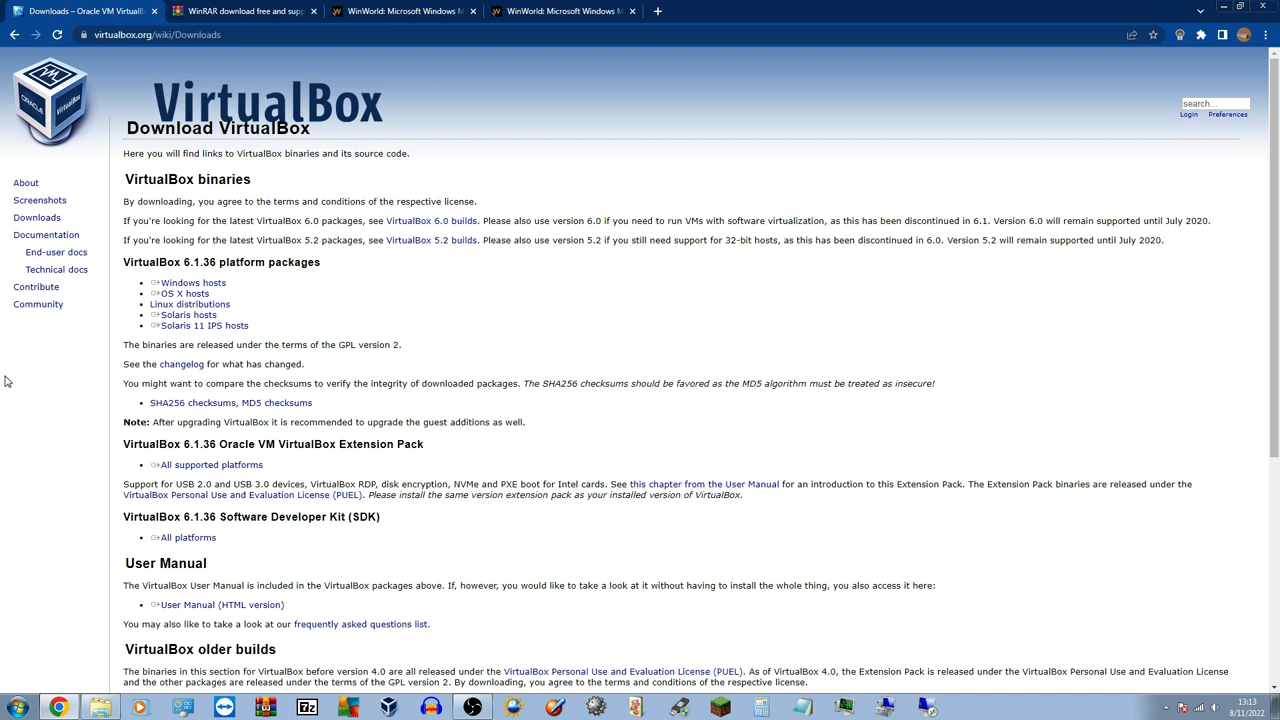 Downloads – Oracle VM VirtualBo
WinRAR download free and supp
WinWorld: Microsoft Windows M
WinWorld: Microsoft Windows M
virtualbox.org/wiki/Downloads
ORACLE
VirtualBox
VirtualBox
search...
Login Preferences
About
Screenshots
Downloads
Documentation
End-user docs
Technical docs
Contribute
Community
Download VirtualBox
Here you will find links to VirtualBox binaries and its source code.
VirtualBox binaries
By downloading, you agree to the terms and conditions of the respective license.
If you're looking for the latest VirtualBox 6.0 packages, see VirtualBox 6.0 builds. Please also use version 6.0 if you need to run VMs with software virtualization, as this has been discontinued in 6.1. Version 6.0 will remain supported until July 2020.
If you're looking for the latest VirtualBox 5.2 packages, see VirtualBox 5.2 builds. Please also use version 5.2 if you still need support for 32-bit hosts, as this has been discontinued in 6.0. Version 5.2 will remain supported until July 2020.
VirtualBox 6.1.36 platform packages
Windows hosts
OS X hosts
Linux distributions
Solaris hosts
Solaris 11 IPS hosts
The binaries are released under the terms of the GPL version 2.
See the changelog for what has changed.
You might want to compare the checksums to verify the integrity of downloaded packages. The SHA256 checksums should be favored as the MD5 algorithm must be treated as insecure!
SHA256 checksums, MD5 checksums
Note: After upgrading VirtualBox it is recommended to upgrade the guest additions as well.
VirtualBox 6.1.36 Oracle VM VirtualBox Extension Pack
All supported platforms
Support for USB 2.0 and USB 3.0 devices, VirtualBox RDP, disk encryption, NVMe and PXE boot for Intel cards. See this chapter from the User Manual for an introduction to this Extension Pack. The Extension Pack binaries are released under the
VirtualBox Personal Use and Evaluation License (PUEL). Please install the same version extension pack as your installed version of VirtualBox.
VirtualBox 6.1.36 Software Developer Kit (SDK)
All platforms
User Manual
The VirtualBox User Manual is included in the VirtualBox packages above. If, however, you would like to take a look at it without having to install the whole thing, you also access it here:
User Manual (HTML version)
You may also like to take a look at our frequently asked questions list.
VirtualBox older builds
The binaries in this section for VirtualBox before version 4.0 are all released under the VirtualBox Personal Use and Evaluation License (PUEL). As of VirtualBox 4.0, the Extension Pack is released under the VirtualBox Personal Use and Evaluation License
and the other packages are released under the terms of the GPL version 2. By downloading, you agree to the terms and conditions of the respective license.
7z
13:13
8/11/2022